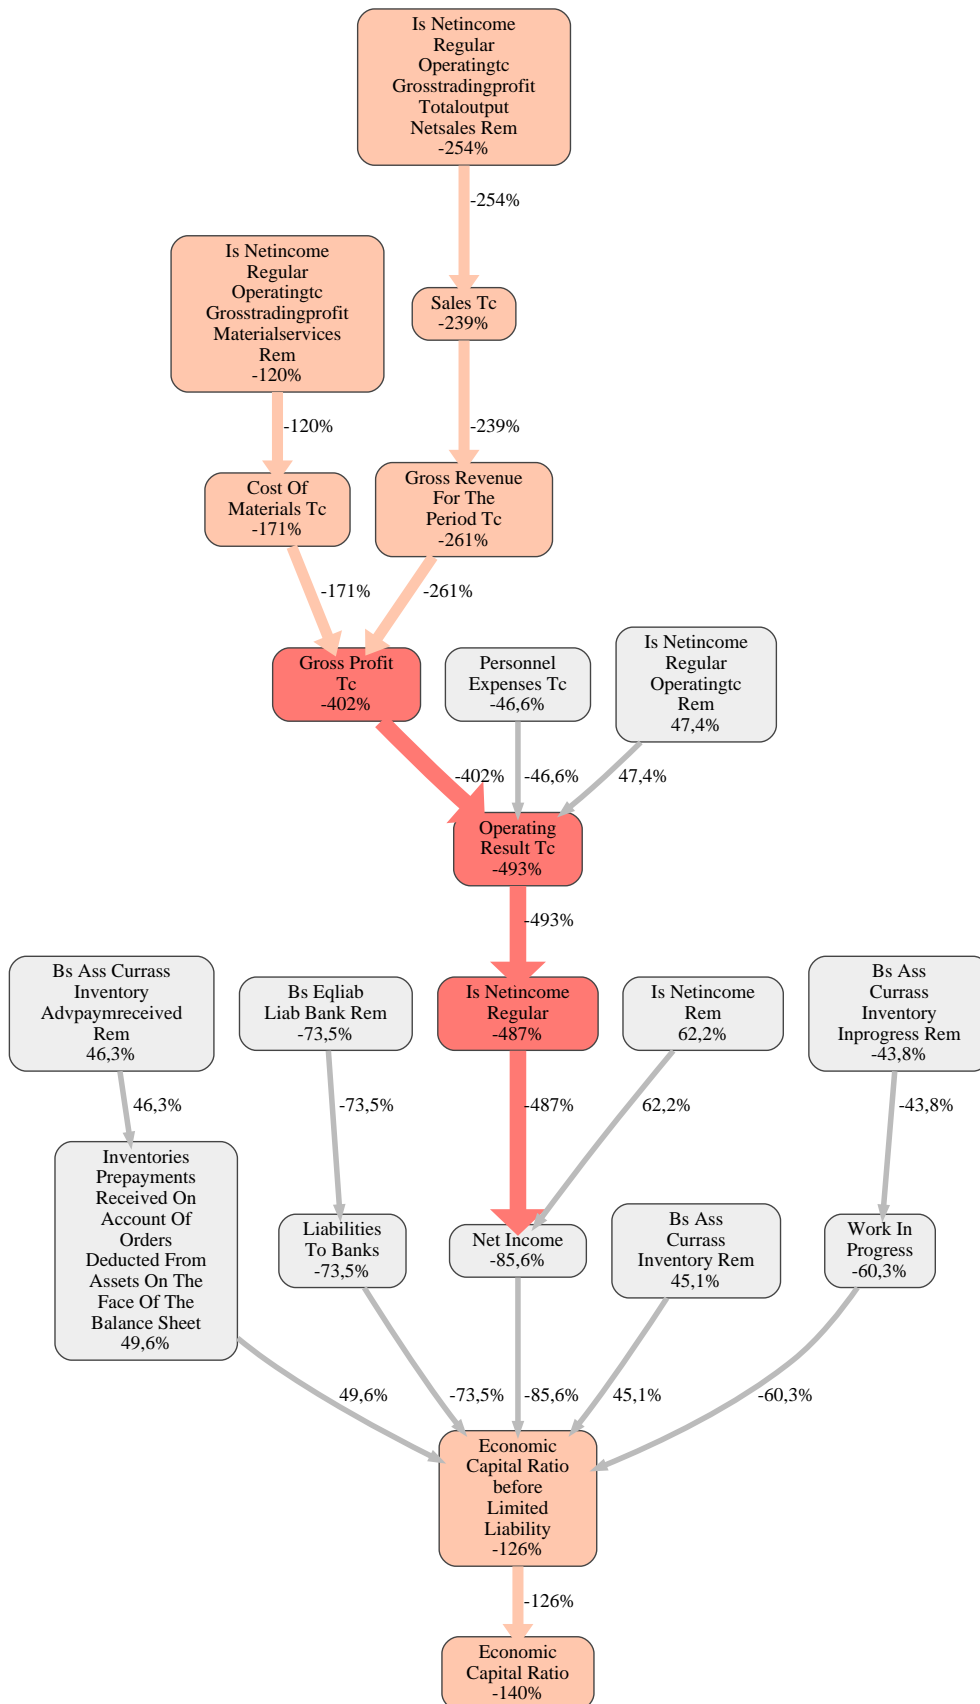 Is Netincome
Regular
Operatingtc
Grosstradingprofit
Totaloutput
Netsales Rem
-254%
-254%
Is Netincome
Regular
Operatingtc
Grosstradingprofit
Materialservices
Rem
-120%
Sales Tc
-239%
-120%
-239%
Cost Of
Materials Tc
-171%
Gross Revenue
For The
Period Tc
-261%
-171%
-261%
Gross Profit
Tc
-402%
Personnel
Expenses Tc
-46,6%
Is Netincome
Regular
Operatingtc
Rem
47,4%
-402%
-46,6%
47,4%
Operating
Result Tc
-493%
-493%
Bs Ass Currass
Inventory
Advpaymreceived
Rem
46,3%
Bs Eqliab
Liab Bank Rem
-73,5%
Is Netincome
Regular
-487%
Is Netincome
Rem
62,2%
Bs Ass
Currass
Inventory
Inprogress Rem
-43,8%
46,3%
-73,5%
-487%
62,2%
-43,8%
Inventories
Prepayments
Received On
Account Of
Orders
Deducted From
Assets On The
Face Of The
Balance Sheet
49,6%
Liabilities
To Banks
-73,5%
Net Income
-85,6%
Bs Ass
Currass
Inventory Rem
45,1%
Work In
Progress
-60,3%
49,6%
-73,5%
-85,6%
45,1%
-60,3%
Economic
Capital Ratio
before
Limited
Liability
-126%
-126%
Economic
Capital Ratio
-140%